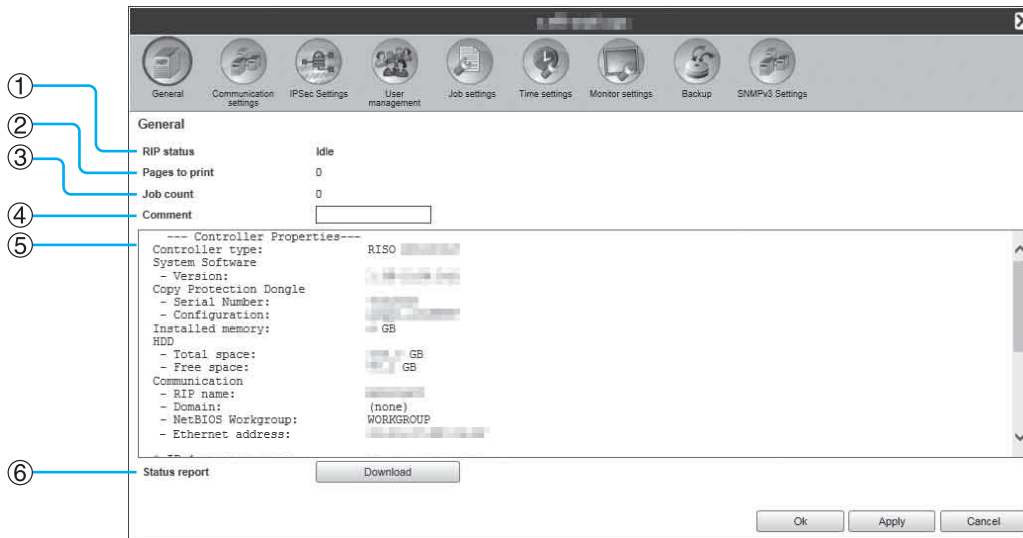 General
Communication settings
IPSec Settings
User management
Job settings
Time settings
Monitor settings
Backup
SNMPv3 Settings
General
① RIP status Idle
② Pages to print 0
③ Job count 0
④ Comment
⑤ --- Controller Properties---
Controller type: RISO
System Software
- Version:
Copy Protection Dongle
- Serial Number:
- Configuration:
Installed memory: GB
HDD
- Total space: GB
- Free space: GB
Communication
- RIP name:
- Domain: (none)
- NetBIOS Workgroup: WORKGROUP
- Ethernet address:
⑥ Status report Download
Ok Apply Cancel